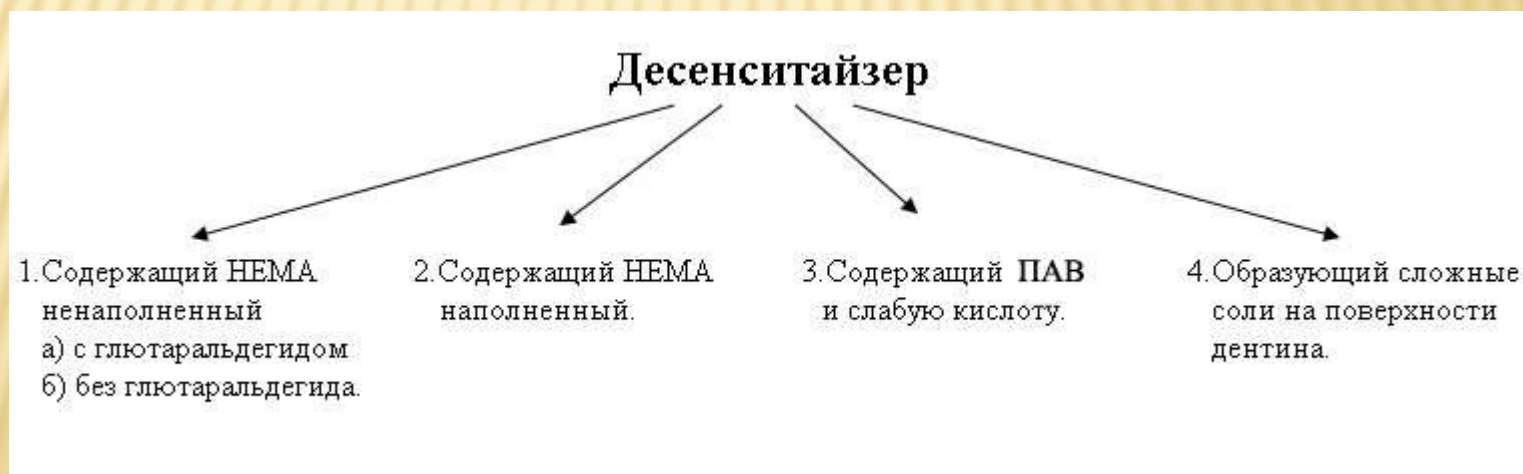 Десенситайзер
1.Содержащий НЕМА
ненаполненный
а) с глютаральдегидом
б) без глютаральдегида.
2.Содержащий НЕМА
наполненный.
3.Содержащий ПАВ
и слабую кислоту.
4.Образующий сложные
соли на поверхности
дентина.